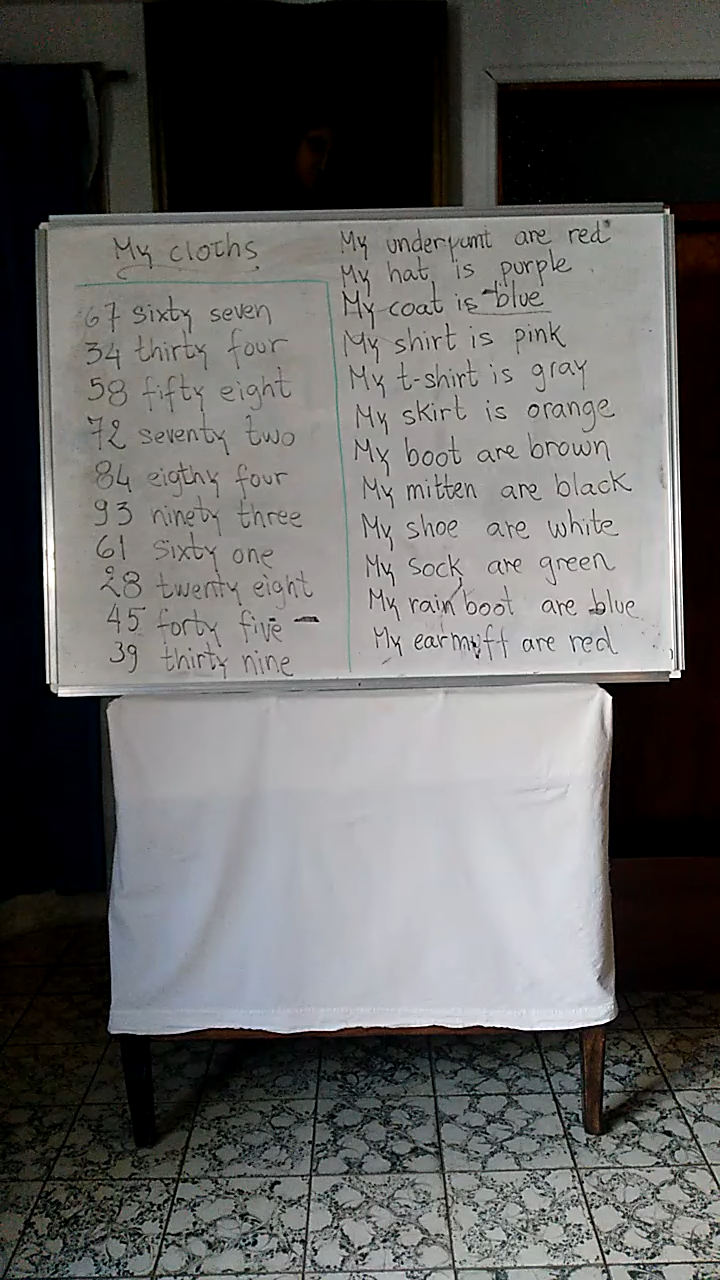 My cloths
67 sixty seven
34 thirty four
58 fifty eight
72 seventy two
84 eigthy four
93 ninety three
61 sixty one
28 twenty eight
45 forty five
39 thirty nine
My underpant are red
My hat is purple
My coat is blue
My shirt is pink
My t-shirt is gray
My skirt is orange
My boot are brown
My mitten are black
My shoe are white
My sock are green
My rain boot are blue
My earmuff are red